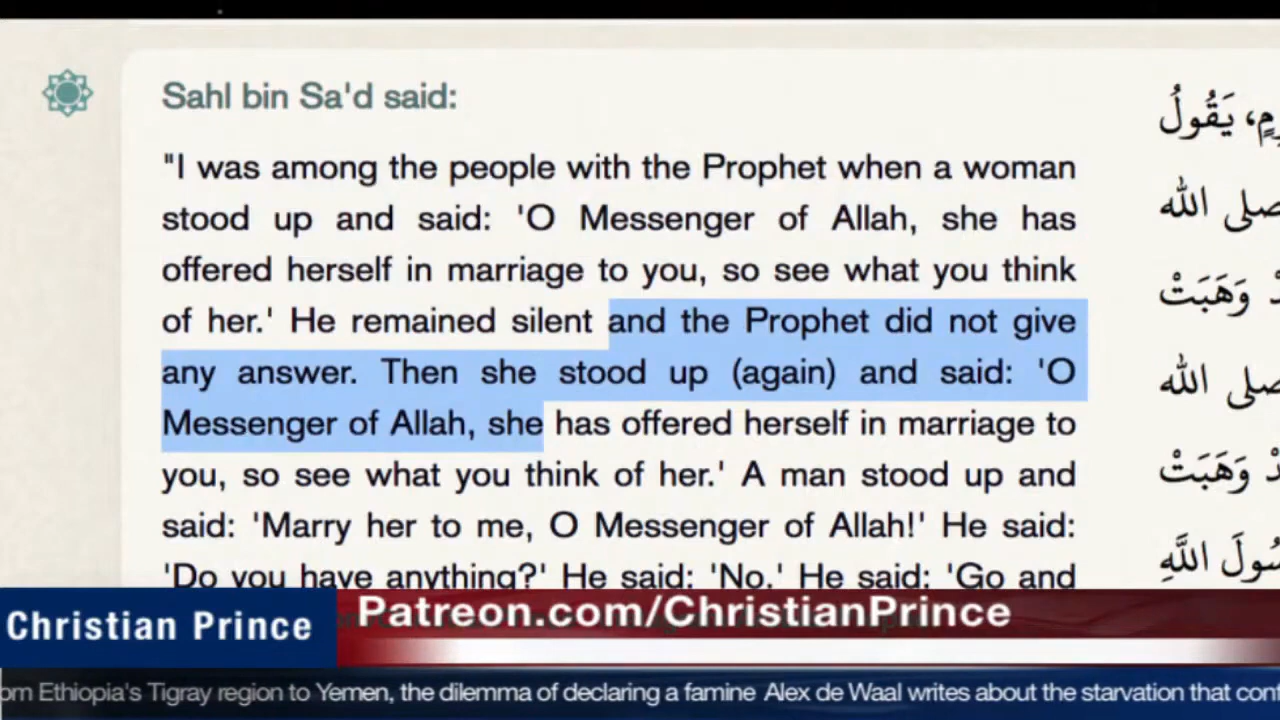 Sahl bin Sa'd said:
"I was among the people with the Prophet when a woman
stood up and said: 'O Messenger of Allah, she has
offered herself in marriage to you, so see what you think
of her.' He remained silent and the Prophet did not give
any answer. Then she stood up (again) and said: 'O
Messenger of Allah, she has offered herself in marriage to
you, so see what you think of her.' A man stood up and
said: 'Marry her to me, O Messenger of Allah!' He said:
'Do you have anything?' He said: 'No.' He said: 'Go and
يَقُولُ
صلى الله
وَهَبَتْ
صلى الله
وَهَبَتْ
اللَّهِ
Christian Prince
Patreon.com/ChristianPrince
om Ethiopia's Tigray region to Yemen, the dilemma of declaring a famine Alex de Waal writes about the starvation that